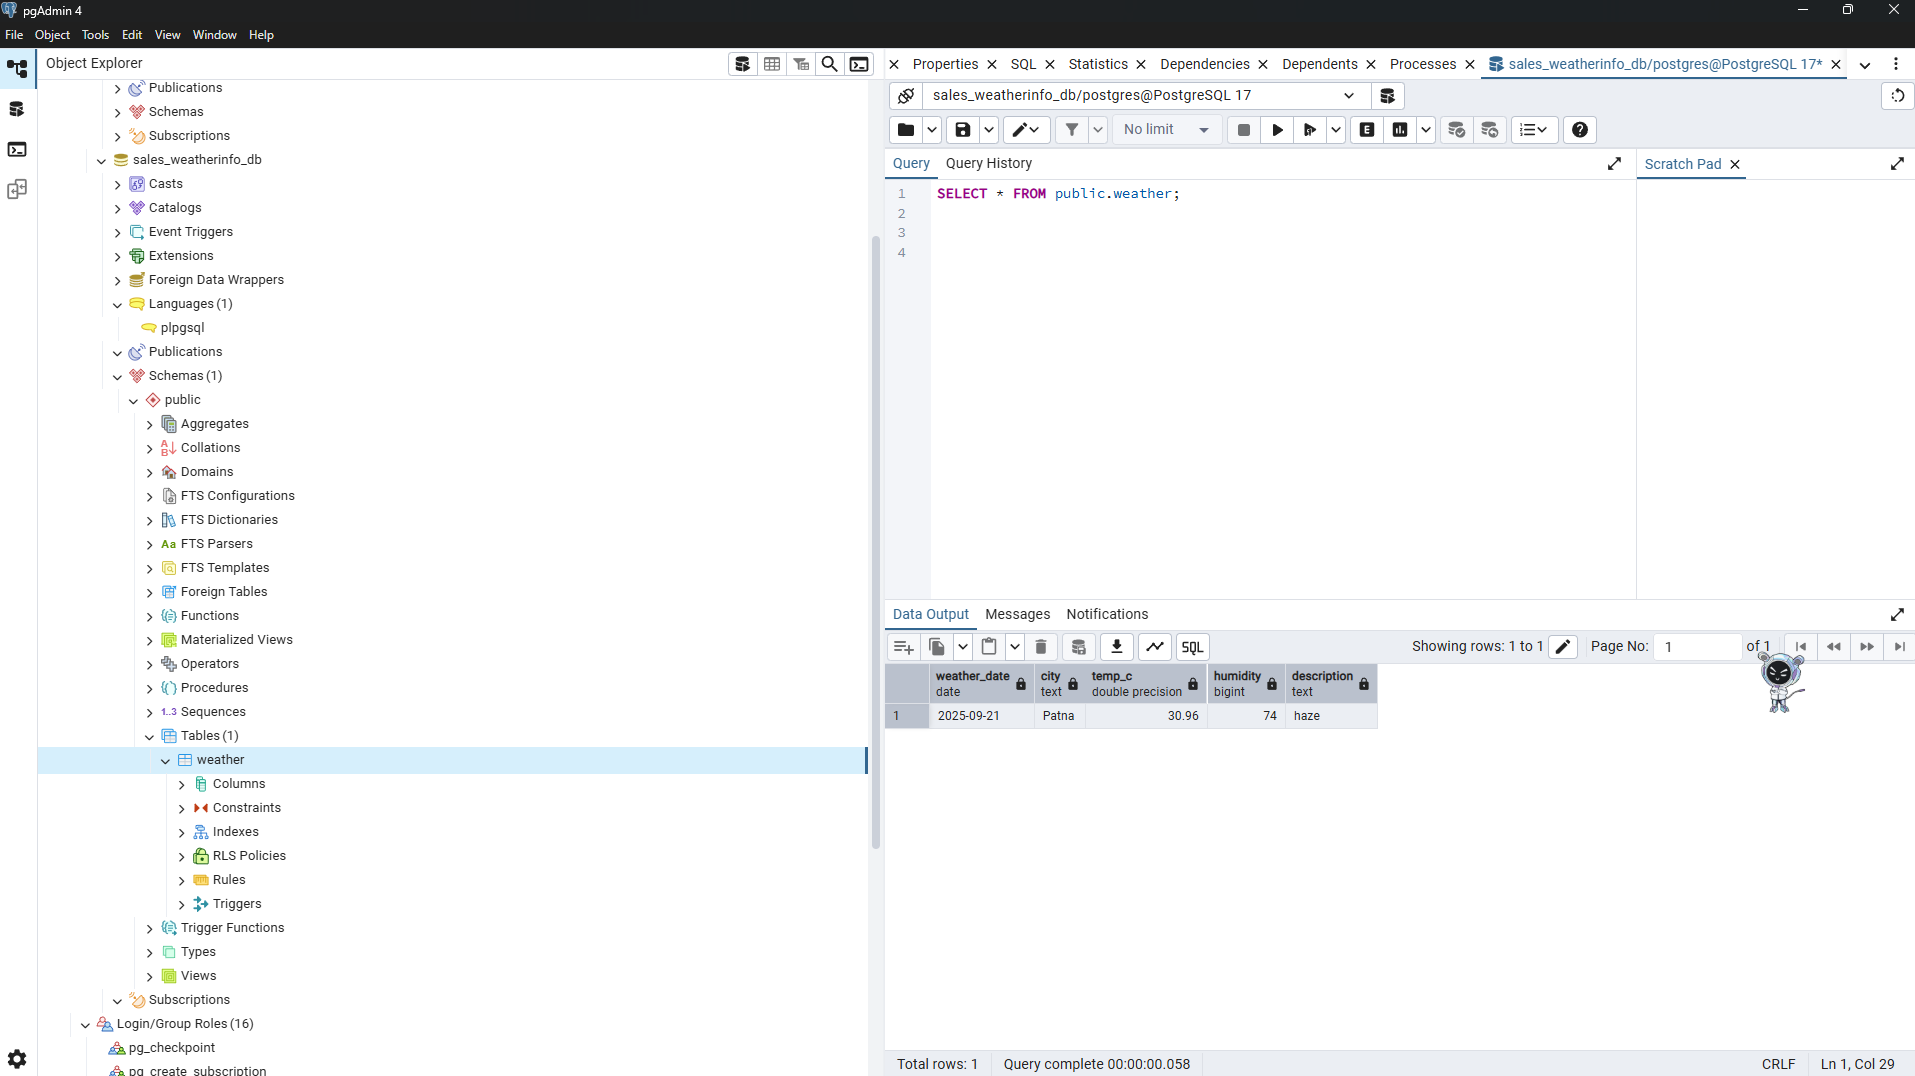 pgAdmin 4
File Object Tools Edit View Window Help
Object Explorer
Publications
Schemas
Subscriptions
sales_weatherinfo_db
Casts
Catalogs
Event Triggers
Extensions
Foreign Data Wrappers
Languages (1)
plpgsql
Publications
Schemas (1)
public
Aggregates
Collations
Domains
FTS Configurations
FTS Dictionaries
Aa FTS Parsers
FTS Templates
Foreign Tables
Functions
Materialized Views
Operators
Procedures
1..3 Sequences
Tables (1)
weather
Columns
Constraints
Indexes
RLS Policies
Rules
Triggers
Trigger Functions
Types
Views
Subscriptions
Login/Group Roles (16)
pg_checkpoint
pg_create_subscription
Properties SQL Statistics Dependencies Dependents Processes sales_weatherinfo_db/postgres@PostgreSQL 17*
sales_weatherinfo_db/postgres@PostgreSQL 17
No limit E
Query Query History Scratch Pad
1 SELECT * FROM public.weather;
2
3
4
Data Output Messages Notifications
SQL Showing rows: 1 to 1 Page No: 1 of 1
weather_date city temp_c humidity description
date text double precision bigint text
1 2025-09-21 Patna 30.96 74 haze
Total rows: 1 Query complete 00:00:00.058 CRLF Ln 1, Col 29